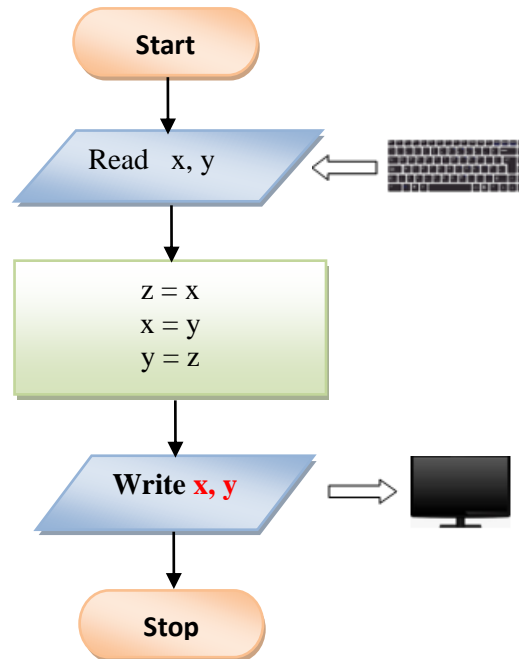 Start
Read x, y
z = x
x = y
y = z
Write x, y
Stop